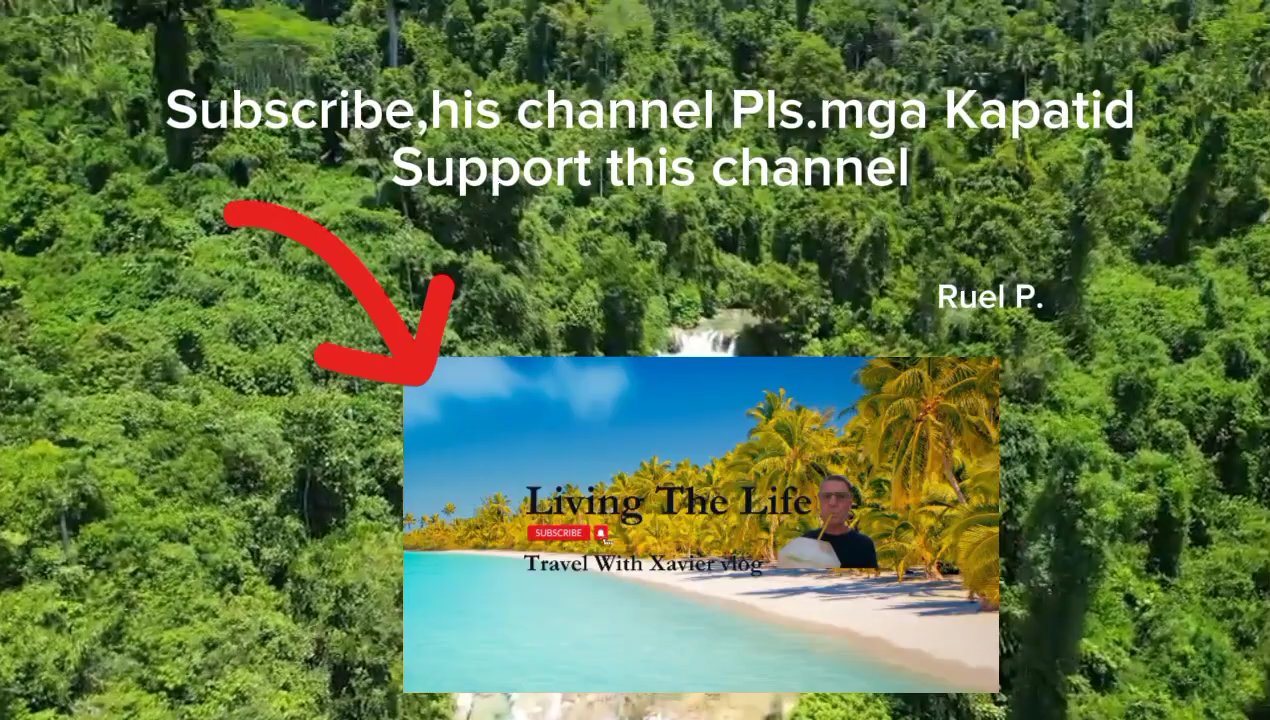 Subscribe,his channel Pls.mga Kapatid
Support this channel
Ruel P.
Living The Life
SUBSCRIBE
Travel With Xavier vlog